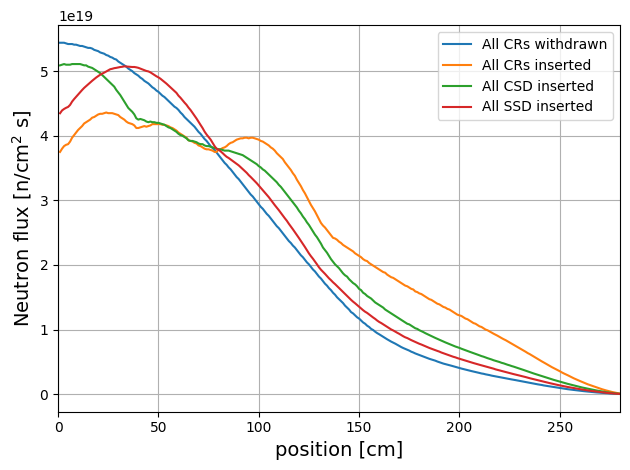 1e19
All CRs withdrawn
All CRs inserted
All CSD inserted
All SSD inserted
5
4
3
2
1
0
Neutron flux [n/cm² s]
0 50 100 150 200 250
position [cm]